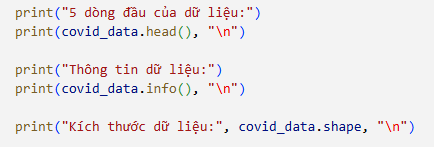 print("5 dòng đầu của dữ liệu:")
print(covid_data.head(), "\n")
print("Thông tin dữ liệu:")
print(covid_data.info(), "\n")
print("Kích thước dữ liệu:", covid_data.shape, "\n")